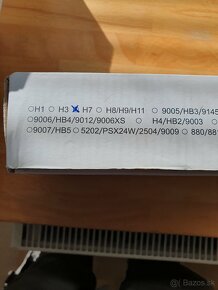 ○H1 ○ H3 ○ H7 ○ H8/H9/H11 ○ 9005/HB3/9145
○9006/HB4/9012/9006XS ○ H4/HB2/9003 ○
○9007/HB5 ○ 5202/PSX24W/2504/9009 ○ 880/881
Bazos.sk